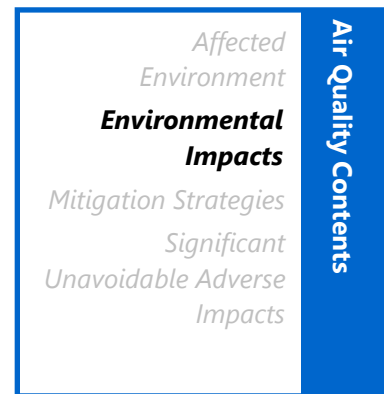 Affected
Environment
Environmental
Impacts
Mitigation Strategies
Significant
Unavoidable Adverse
Impacts
Air Quality Contents